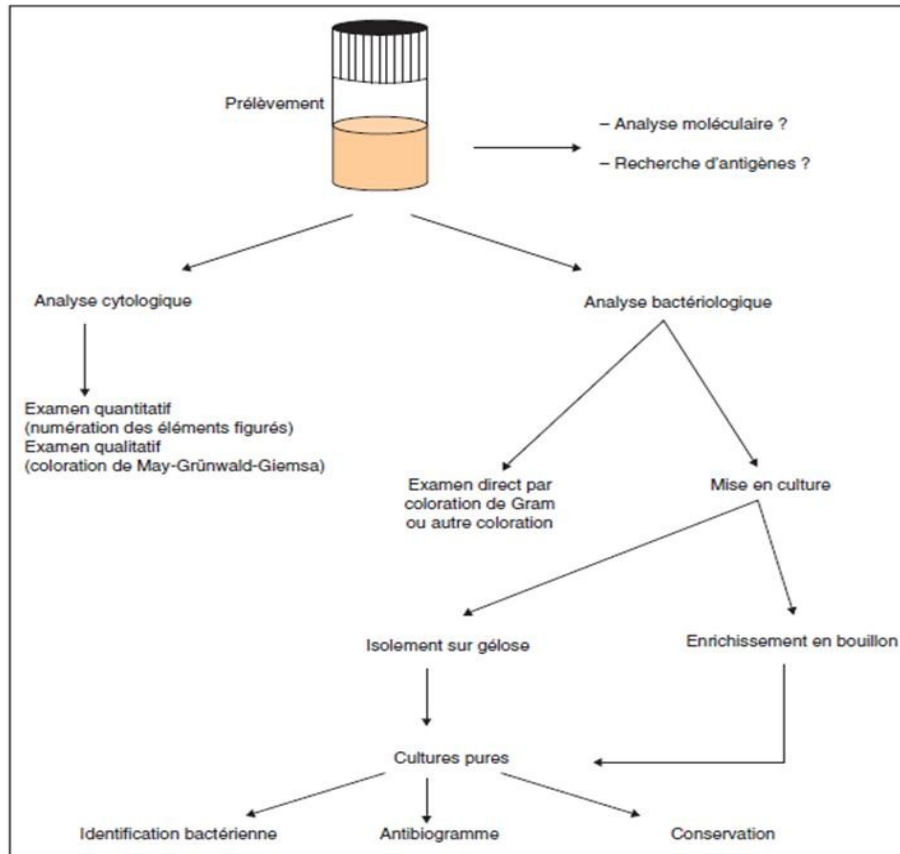 Prélèvement
– Analyse moléculaire ?
– Recherche d'antigènes ?
Analyse cytologique
Analyse bactériologique
Examen quantitatif
(numération des éléments figurés)
Examen qualitatif
(coloration de May-Grünwald-Giemsa)
Examen direct par
coloration de Gram
ou autre coloration
Mise en culture
Isolement sur gélose
Enrichissement en bouillon
Cultures pures
Identification bactérienne
Antibiogramme
Conservation